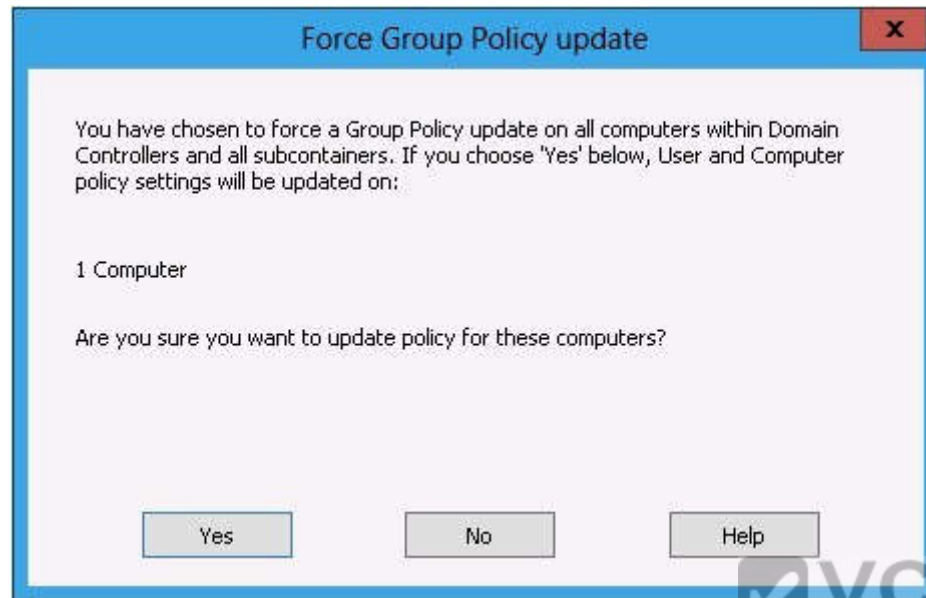 Force Group Policy update
x
You have chosen to force a Group Policy update on all computers within Domain
Controllers and all subcontainers. If you choose 'Yes' below, User and Computer
policy settings will be updated on:
1 Computer
Are you sure you want to update policy for these computers?
Yes No Help